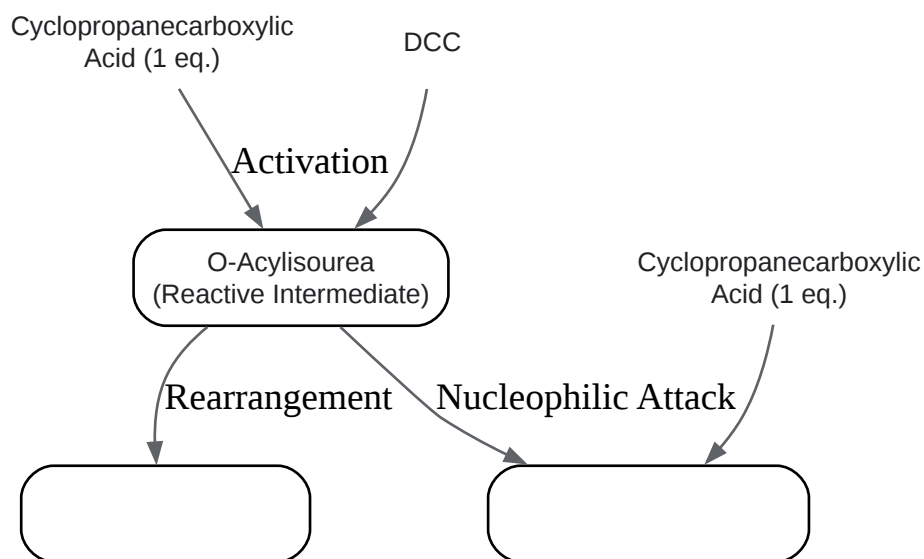 Cyclopropanecarboxylic
Acid (1 eq.)
DCC
Activation
O-Acylisourea
(Reactive Intermediate)
Cyclopropanecarboxylic
Acid (1 eq.)
Rearrangement
Nucleophilic Attack